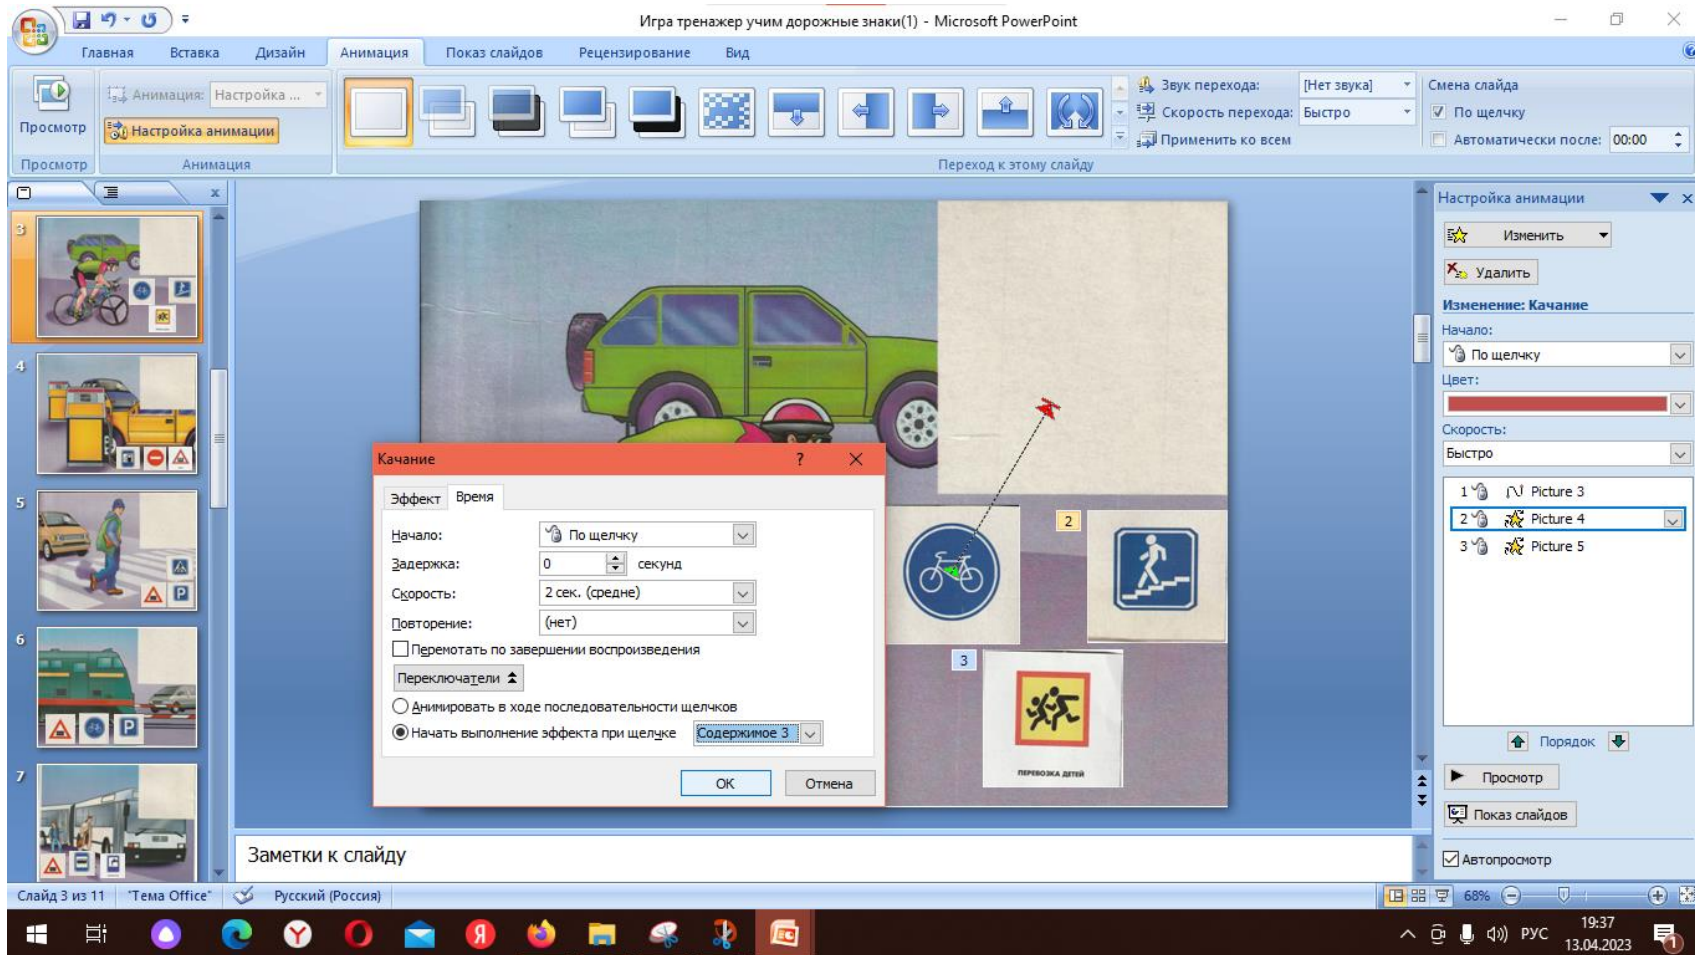 Игра тренажер учим дорожные знаки(1) - Microsoft PowerPoint
Главная Вставка Дизайн Анимация Показ слайдов Рецензирование Вид
Просмотр
Анимация: Настройка ...
Настройка анимации
Звук перехода: [Нет звука]
Скорость перехода: Быстро
Применить ко всем
Смена слайда
По щелчку
Автоматически после: 00:00
Просмотр Анимация Переход к этому слайду
3
4
5
P
6
P
7
2
3
ПЕРЕВОЗКА ДЕТЕЙ
Качание ?
Эффект Время
Начало: По щелчку
Задержка: 0 секунд
Скорость: 2 сек. (средне)
Повторение: (нет)
Перемотать по завершении воспроизведения
Переключатели
Анимировать в ходе последовательности щелчков
Начать выполнение эффекта при щелчке Содержимое 3
ОК Отмена
Заметки к слайду
Настройка анимации
Изменить
Удалить
Изменение: Качание
Начало:
По щелчку
Цвет:
Скорость:
Быстро
1 Picture 3
2 Picture 4
3 Picture 5
Порядок
Просмотр
Показ слайдов
Автопросмотр
Слайд 3 из 11 "Тема Office" Русский (Россия) 68%
Y Я РУС
19:37
13.04.2023
1